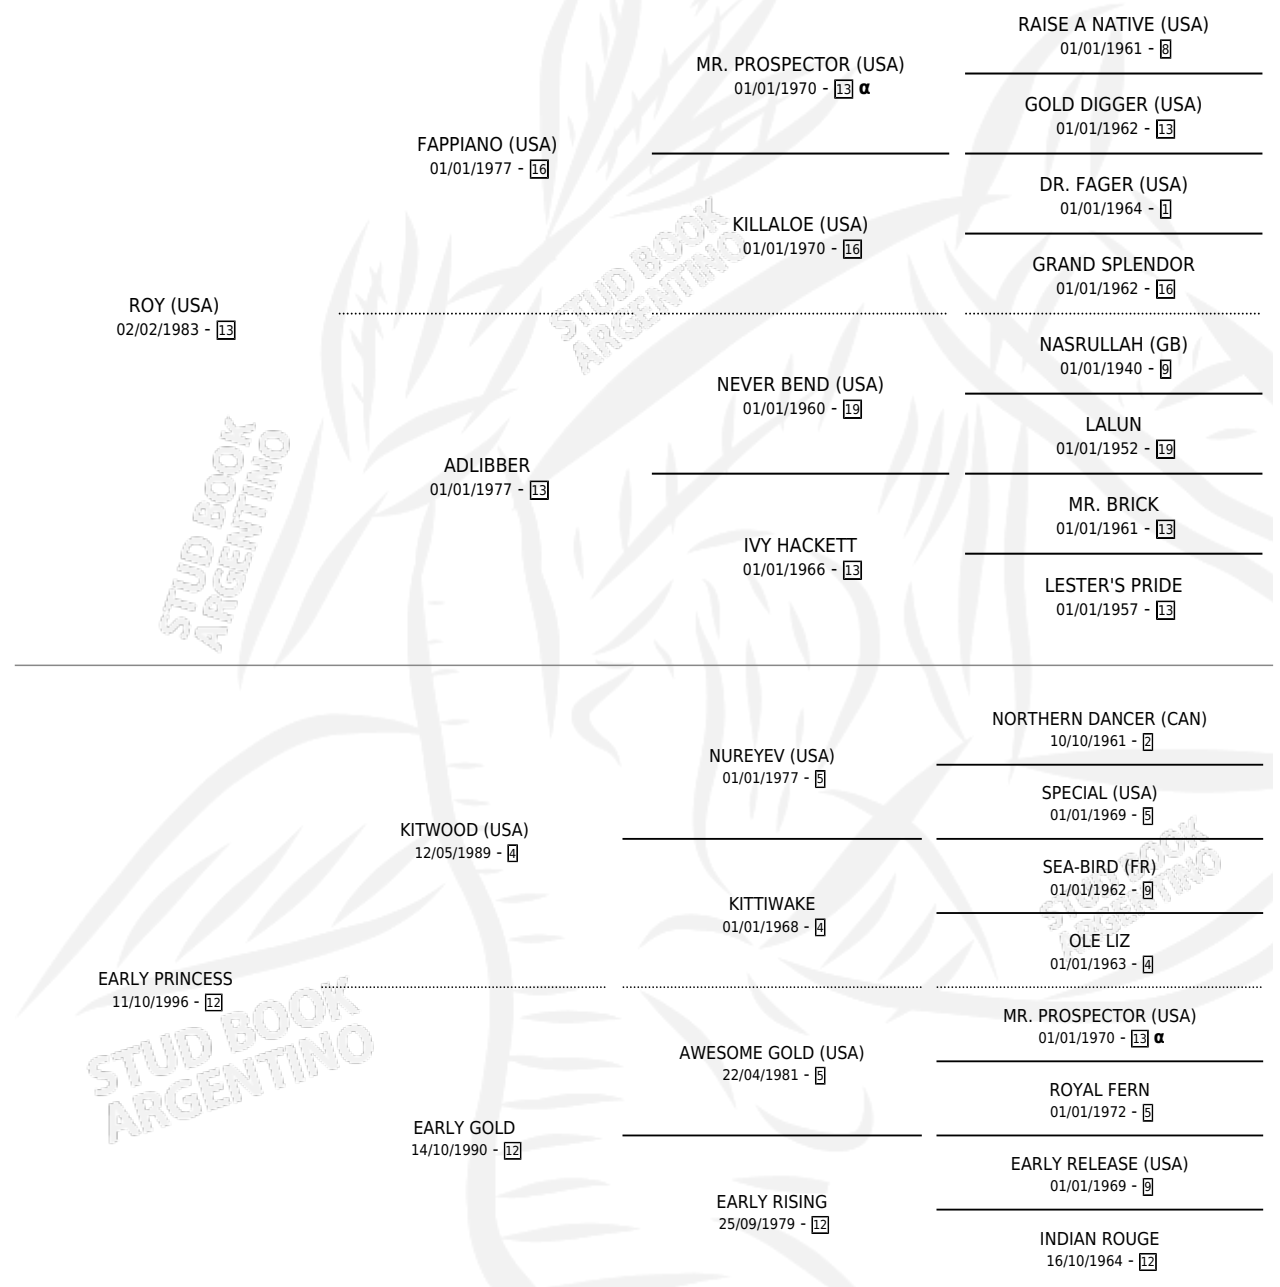 RAISE A NATIVE (USA)
01/01/1961 - 8
MR. PROSPECTOR (USA)
01/01/1970 - 13 α
GOLD DIGGER (USA)
01/01/1962 - 13
FAPPIANO (USA)
01/01/1977 - 16
DR. FAGER (USA)
01/01/1964 - 1
KILLALOE (USA)
01/01/1970 - 16
GRAND SPLENDOR
01/01/1962 - 16
STUD BOOK
ARGENTINO
ROY (USA)
02/02/1983 - 13
NASRULLAH (GB)
01/01/1940 - 9
NEVER BEND (USA)
01/01/1960 - 19
LALUN
01/01/1952 - 19
ADLIBBER
01/01/1977 - 13
MR. BRICK
01/01/1961 - 13
IVY HACKETT
01/01/1966 - 13
LESTER'S PRIDE
01/01/1957 - 13
STUD BOOK
ARGENTINO
NORTHERN DANCER (CAN)
10/10/1961 - 2
NUREYEV (USA)
01/01/1977 - 5
SPECIAL (USA)
01/01/1969 - 5
KITWOOD (USA)
12/05/1989 - 4
SEA-BIRD (FR)
01/01/1962 - 9
KITTIWAKE
01/01/1968 - 4
OLE LIZ
01/01/1963 - 4
STUD BOOK
ARGENTINO
EARLY PRINCESS
11/10/1996 - 12
MR. PROSPECTOR (USA)
01/01/1970 - 13 α
AWESOME GOLD (USA)
22/04/1981 - 5
ROYAL FERN
01/01/1972 - 5
EARLY GOLD
14/10/1990 - 12
EARLY RELEASE (USA)
01/01/1969 - 9
EARLY RISING
25/09/1979 - 12
INDIAN ROUGE
16/10/1964 - 12
STUD BOOK
ARGENTINO